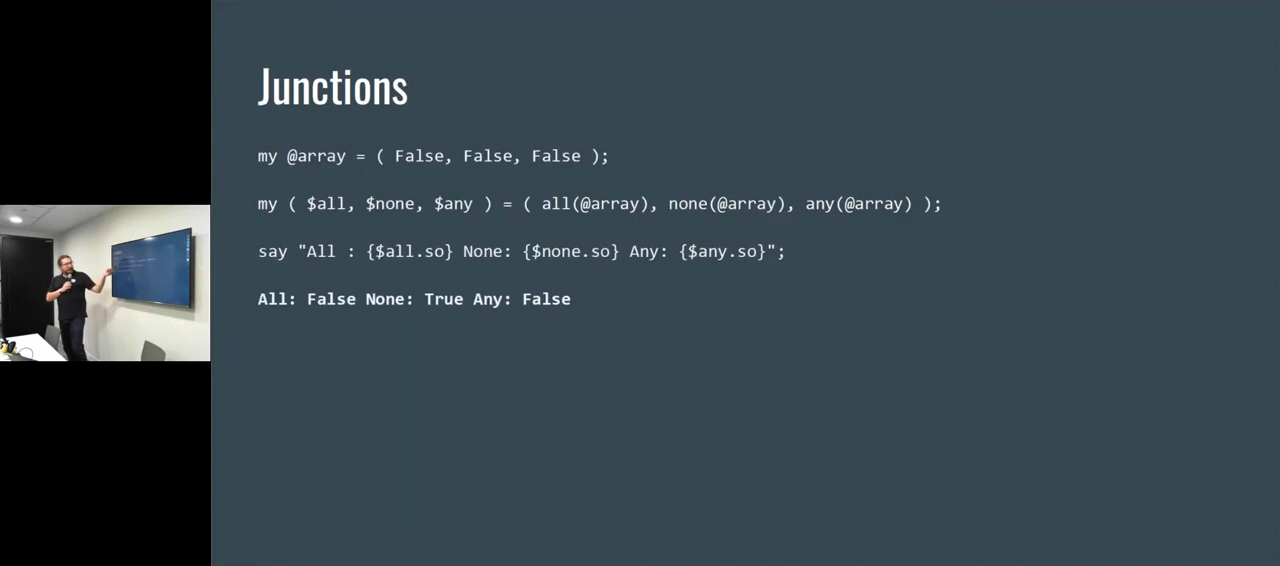 Junctions
my @array = ( False, False, False );
my ( $all, $none, $any ) = ( all(@array), none(@array), any(@array) );
say "All : {$all.so} None: {$none.so} Any: {$any.so}";
All: False None: True Any: False